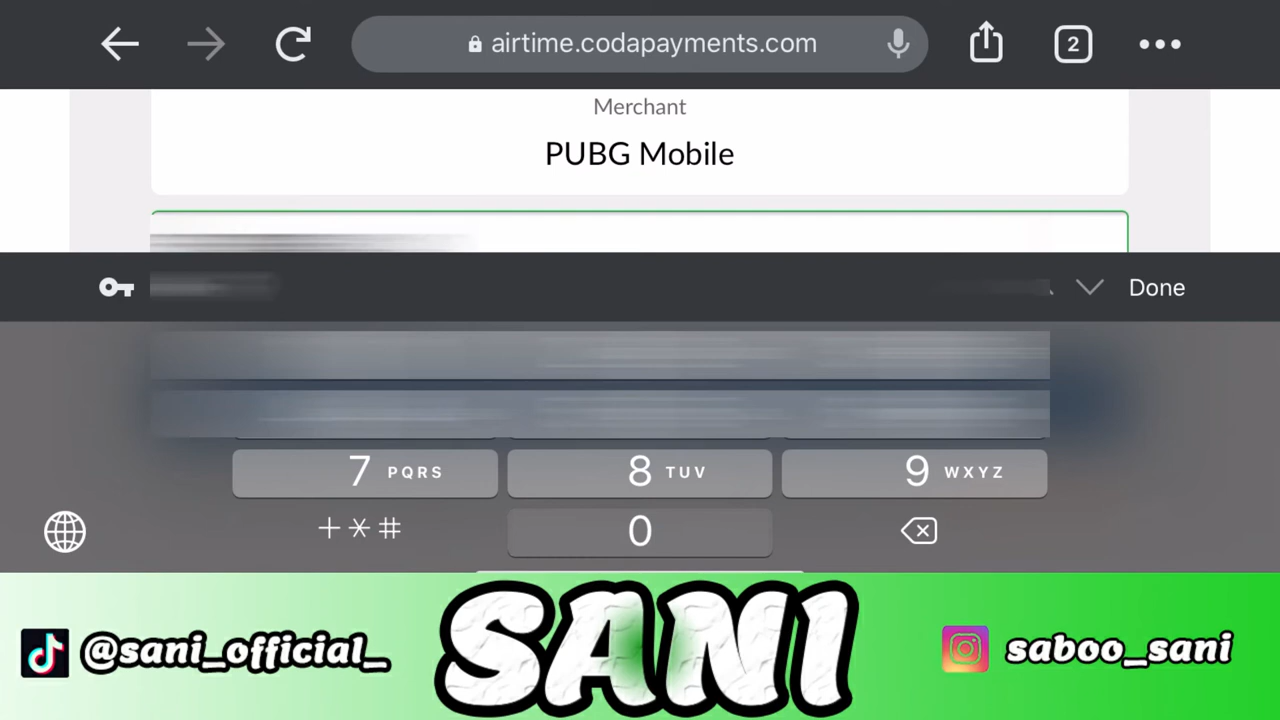 airtime.codapayments.com
2
Merchant
PUBG Mobile
Done
7 PQRS
8 TUV
9 WXYZ
+*#
0
@sani_official_
SANI
saboo_sani